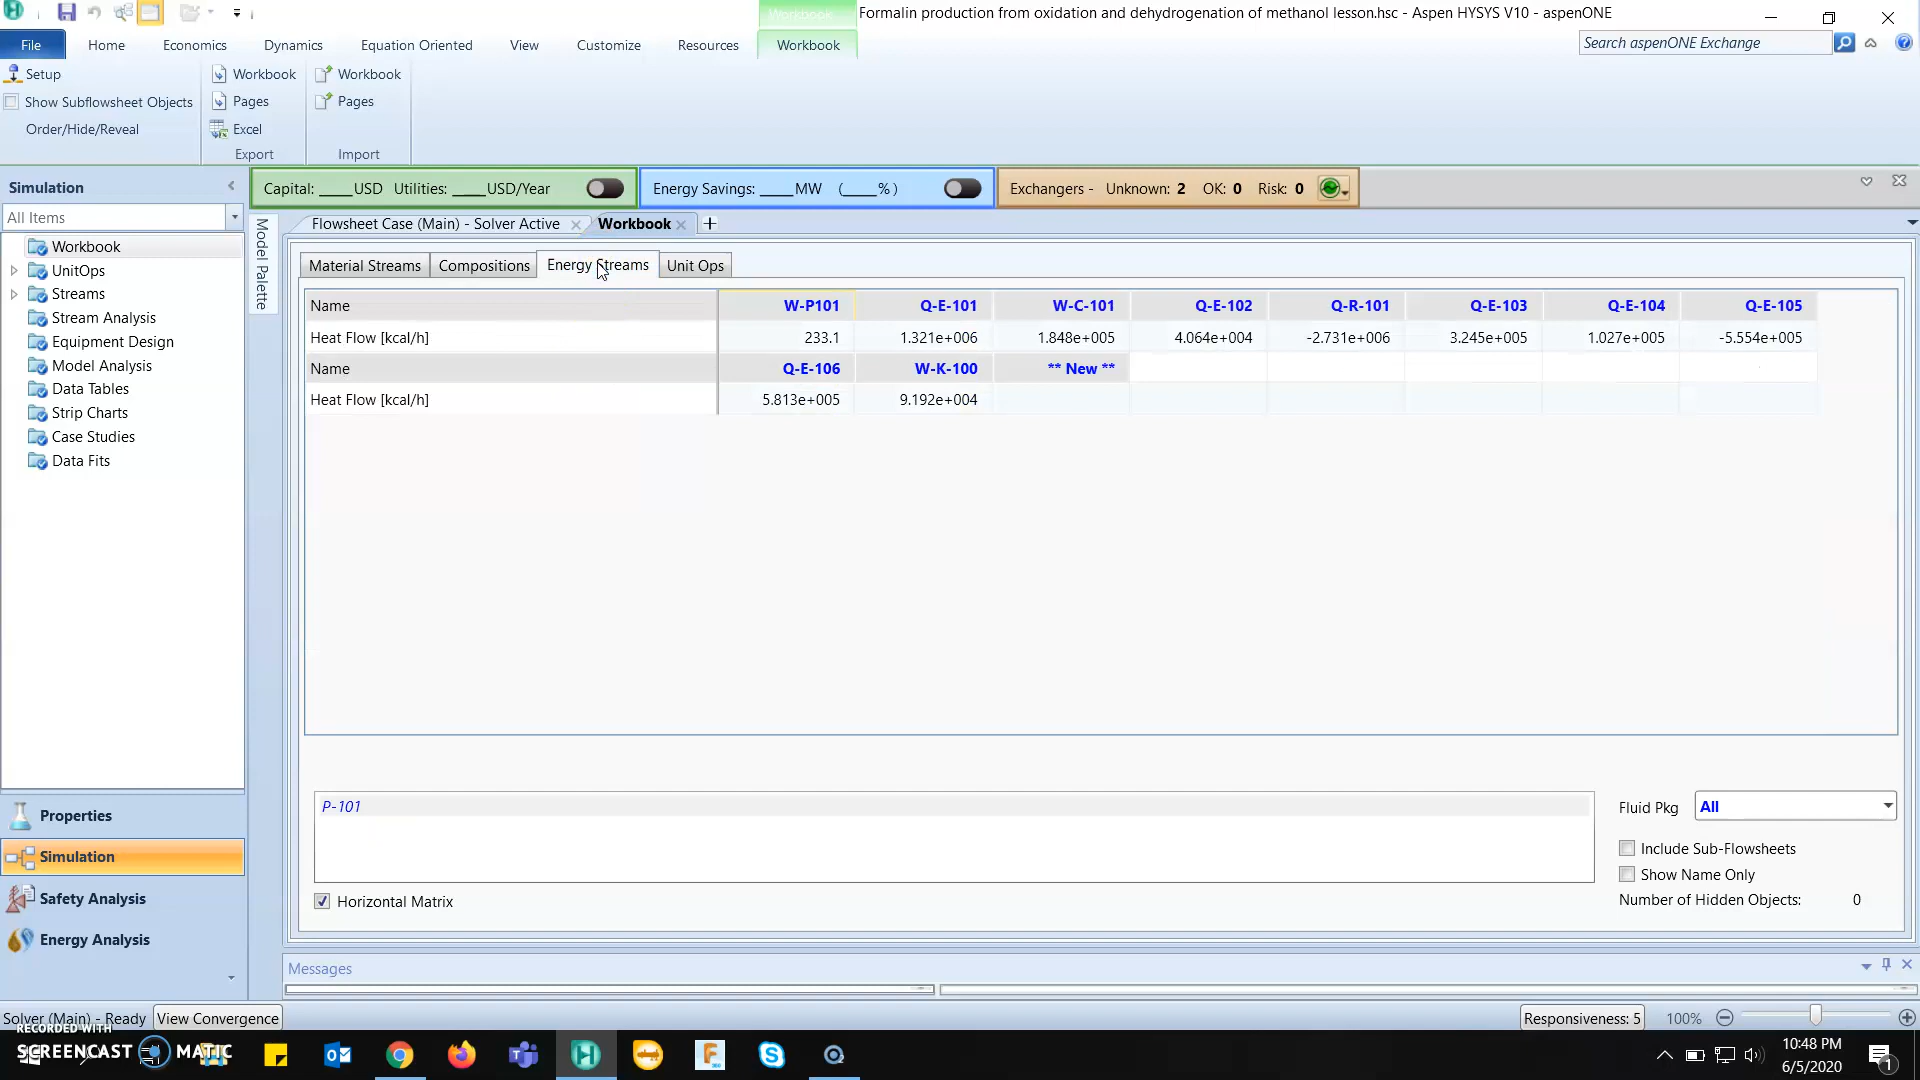 Workbook
Formalin production from oxidation and dehydrogenation of methanol lesson.hsc - Aspen HYSYS V10 - aspenONE
File
Home
Economics
Dynamics
Equation Oriented
View
Customize
Resources
Workbook
Search aspenONE Exchange
Setup
Show Subflowsheet Objects
Order/Hide/Reveal
Workbook
Pages
Excel
Export
Workbook
Pages
Import
Simulation
All Items
Workbook
UnitOps
Streams
Stream Analysis
Equipment Design
Model Analysis
Data Tables
Strip Charts
Case Studies
Data Fits
Properties
Simulation
Safety Analysis
Energy Analysis
Model Palette
Capital: _____USD Utilities: _____USD/Year
Energy Savings: _____MW (_____%)
Exchangers - Unknown: 2 OK: 0 Risk: 0
Flowsheet Case (Main) - Solver Active
Workbook
Material Streams
Compositions
Energy Streams
Unit Ops
Name W-P101 Q-E-101 W-C-101 Q-E-102 Q-R-101 Q-E-103 Q-E-104 Q-E-105
Heat Flow [kcal/h] 233.1 1.321e+006 1.848e+005 4.064e+004 -2.731e+006 3.245e+005 1.027e+005 -5.554e+005
Name Q-E-106 W-K-100 ** New **
Heat Flow [kcal/h] 5.813e+005 9.192e+004
P-101
Horizontal Matrix
Fluid Pkg All
Include Sub-Flowsheets
Show Name Only
Number of Hidden Objects: 0
Messages
Solver (Main) - Ready
View Convergence
Responsiveness: 5
100%
RECORDED WITH
SCREENCAST MATIC
10:48 PM
6/5/2020
1